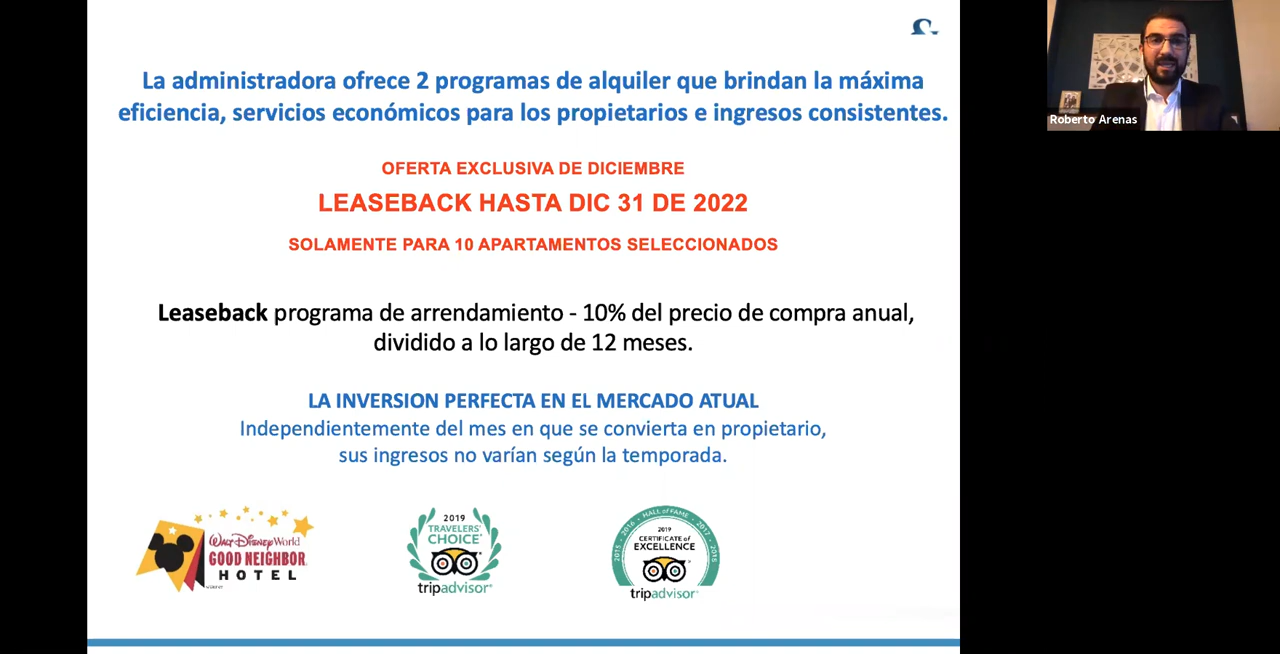 La administradora ofrece 2 programas de alquiler que brindan la máxima
eficiencia, servicios económicos para los propietarios e ingresos consistentes.
OFERTA EXCLUSIVA DE DICIEMBRE
LEASEBACK HASTA DIC 31 DE 2022
SOLAMENTE PARA 10 APARTAMENTOS SELECCIONADOS
Leaseback programa de arrendamiento - 10% del precio de compra anual,
dividido a lo largo de 12 meses.
LA INVERSION PERFECTA EN EL MERCADO ATUAL
Independientemente del mes en que se convierta en propietario,
sus ingresos no varían según la temporada.
Walt Disney World
GOOD NEIGHBOR
HOTEL
2019
TRAVELERS'
CHOICE
tripadvisor
2015 • 2016 • HALL of FAME • 2017 • 2018
2019
CERTIFICATE of
EXCELLENCE
tripadvisor
Roberto Arenas